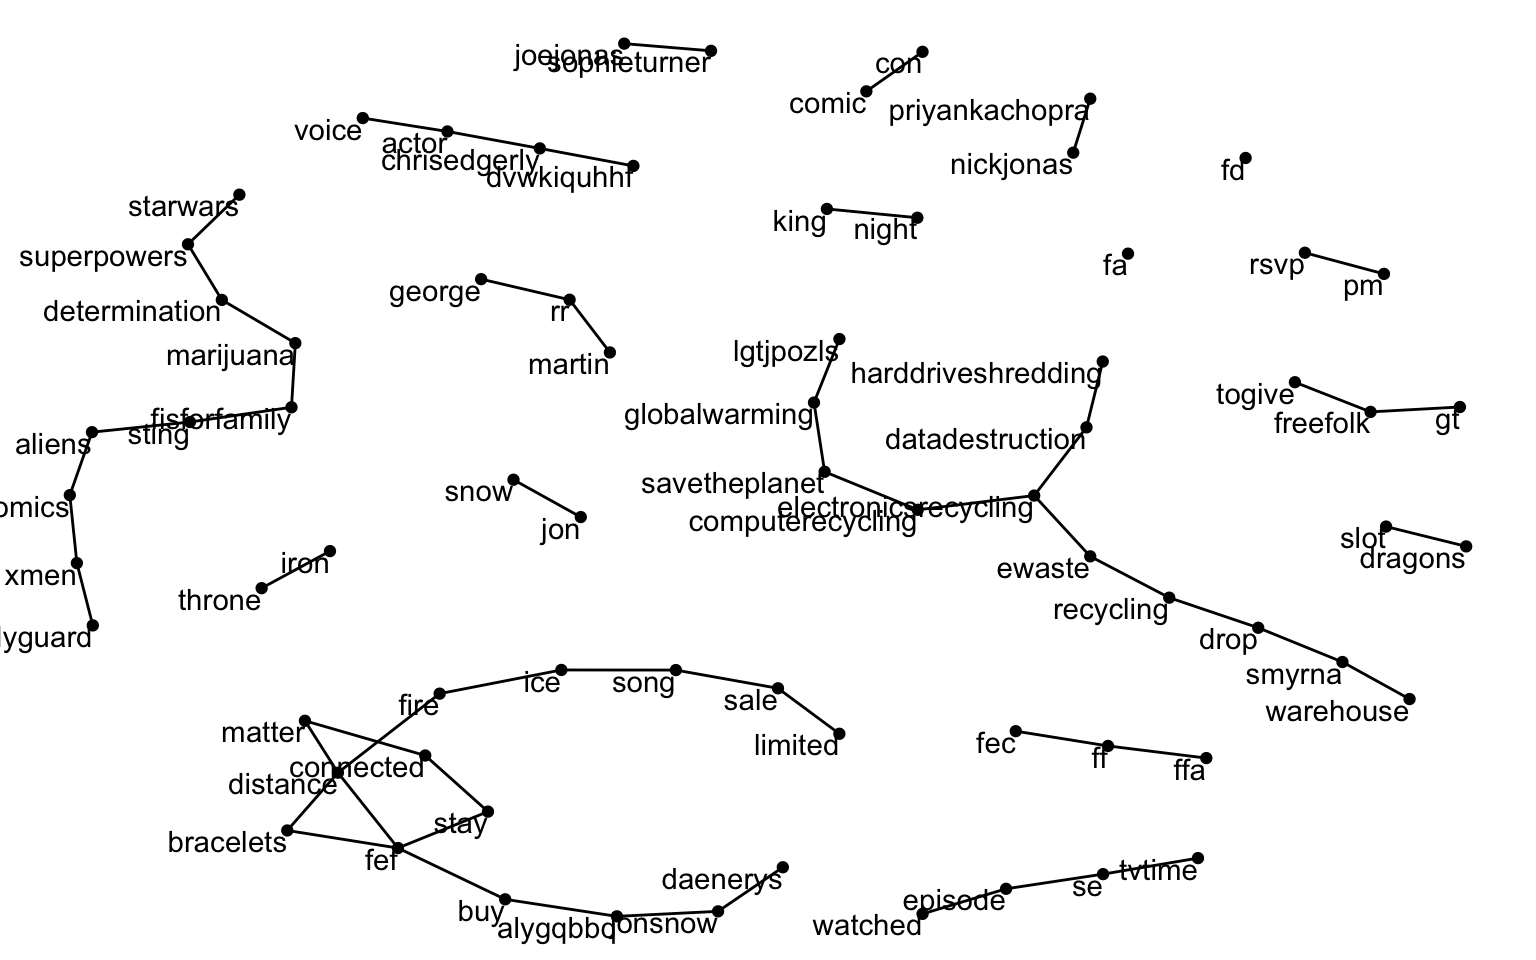 joejonas
sophieturner
con
comic
priyankachopra
voice
actor
chrisedgerly
dvwkiquhhf
nickjonas
fd
starwars
king
night
superpowers
fa
rsvp
pm
george
rr
determination
martin
lgtjpozls
marijuana
harddriveshredding
togive
globalwarming
freefolk
gt
fisforfamily
sting
aliens
datadestruction
savetheplanet
snow
omics
electronicsrecycling
computerecycling
jon
slot
dragons
iron
xmen
ewaste
throne
recycling
lyguard
drop
smyrna
ice
song
sale
fire
warehouse
matter
limited
fec
ff
ffa
connected
distance
stay
bracelets
fef
daenerys
tvtime
se
episode
buy
watched
alygqbbq
jonsnow